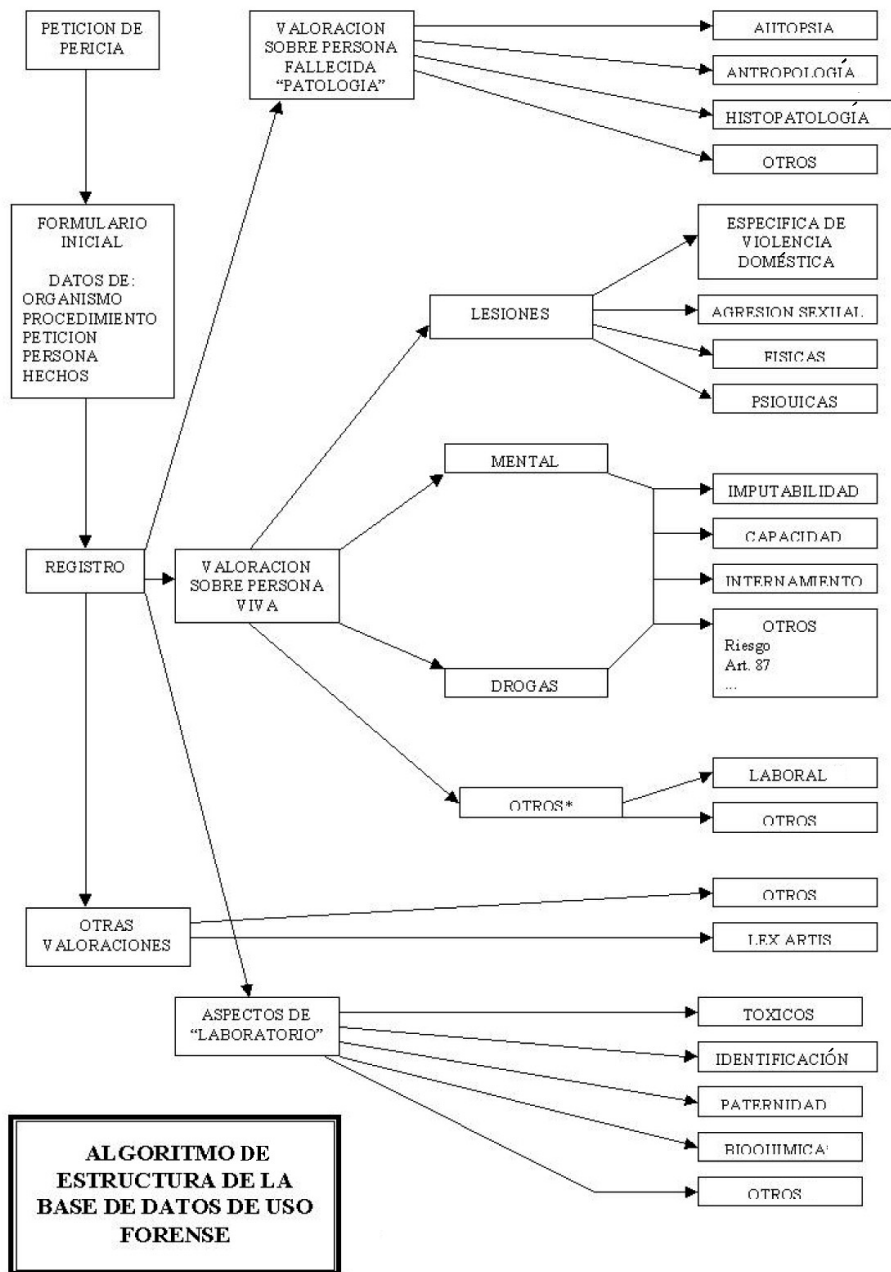 PETICION DE
PERICIA
VALORACION
SOBRE PERSONA
FALLECIDA
“PATOLOGIA”
AUTOPSIA
ANTROPOLOGÍA
HISTOPATOLOGÍA
OTROS
FORMULARIO
INICIAL
DATOS DE:
ORGANISMO
PROCEDIMIENTO
PETICION
PERSONA
HECHOS
ESPECIFICA DE
VIOLENCIA
DOMÉSTICA
LESIONES
AGRESION SEXUAL
FISICAS
PSIQUICAS
MENTAL
IMPUTABILIDAD
CAPACIDAD
REGISTRO
VALORACION
SOBRE PERSONA
VIVA
INTERNAMIENTO
OTROS
Riesgo
Art. 87
...
DROGAS
OTROS*
LABORAL
OTROS
OTRAS
VALORACIONES
OTROS
LEX ARTIS
ASPECTOS DE
“LABORATORIO”
TOXICOS
IDENTIFICACIÓN
PATERNIDAD
BIOQUIMICA
OTROS
ALGORITMO DE
ESTRUCTURA DE LA
BASE DE DATOS DE USO
FORENSE